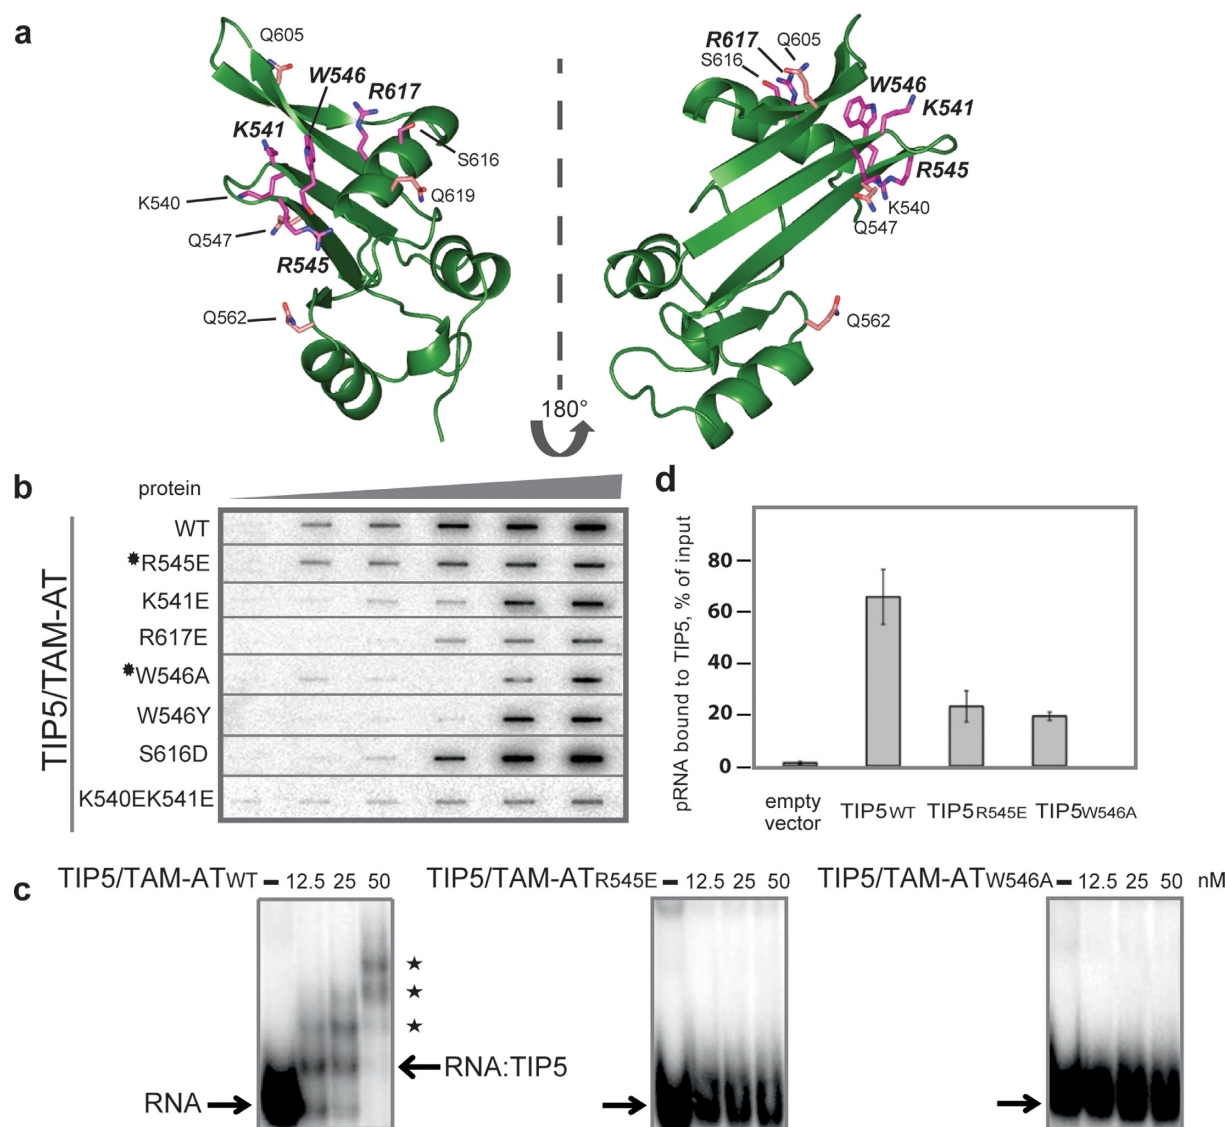 a
Q605
W546
R617
K541
S616
K540
Q619
Q547
R545
Q562
R617
Q605
S616
W546
K541
R545
K540
Q547
Q562
180°
b
protein
TIP5/TAM-AT
WT
*R545E
K541E
R617E
*W546A
W546Y
S616D
K540EK541E
d
pRNA bound to TIP5, % of input
80
60
40
20
0
empty vector
TIP5WT
TIP5R545E
TIP5W546A
c
TIP5/TAM-ATWT – 12.5 25 50
TIP5/TAM-ATR545E – 12.5 25 50
TIP5/TAM-ATW546A – 12.5 25 50 nM
★
★
★
RNA:TIP5
RNA